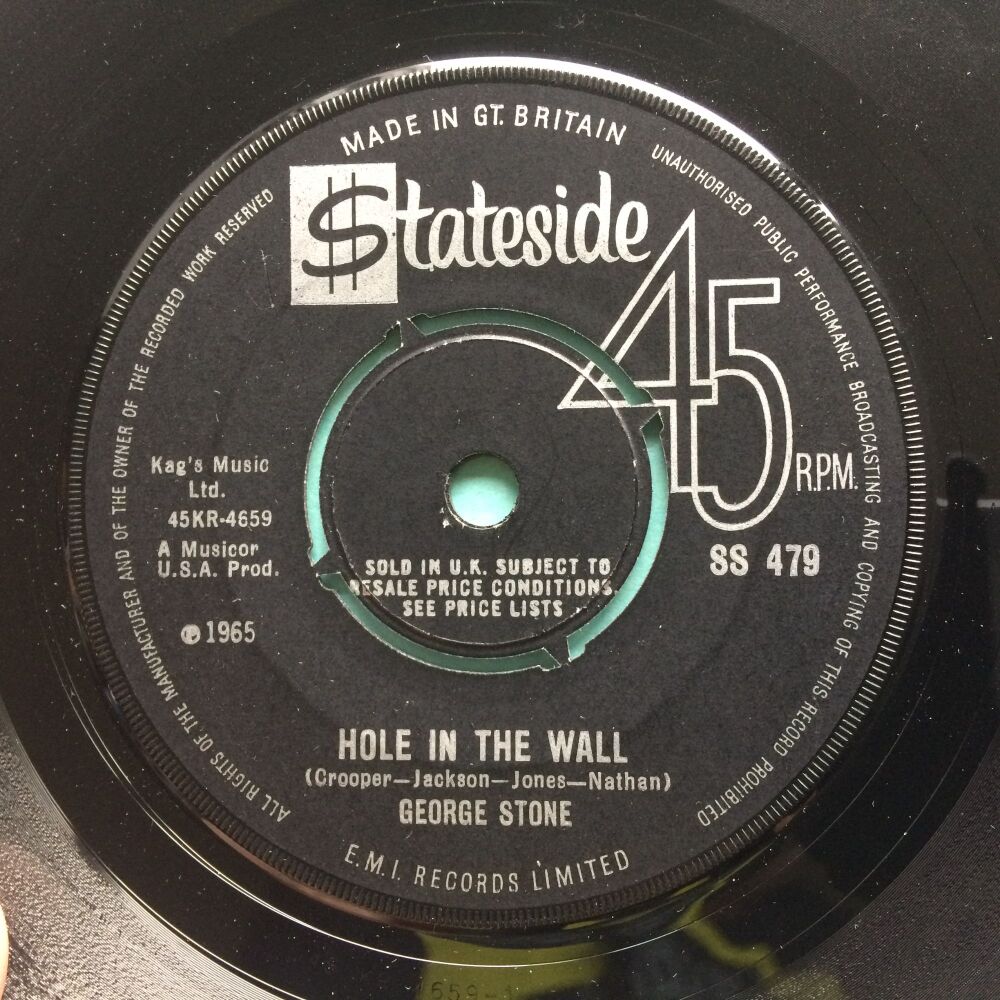 MADE IN GT. BRITAIN
$tateside
45
R.P.M.
SS 479
Kag's Music
Ltd.
45KR-4659
A Musicor
U.S.A. Prod.
℗ 1965
SOLD IN U.K. SUBJECT TO
RESALE PRICE CONDITIONS.
SEE PRICE LISTS
HOLE IN THE WALL
(Crooper—Jackson—Jones—Nathan)
GEORGE STONE
E.M.I. RECORDS LIMITED
ALL RIGHTS OF THE MANUFACTURER AND OF THE OWNER OF THE RECORDED WORK RESERVED
UNAUTHORISED PUBLIC PERFORMANCE BROADCASTING AND COPYING OF THIS RECORD PROHIBITED